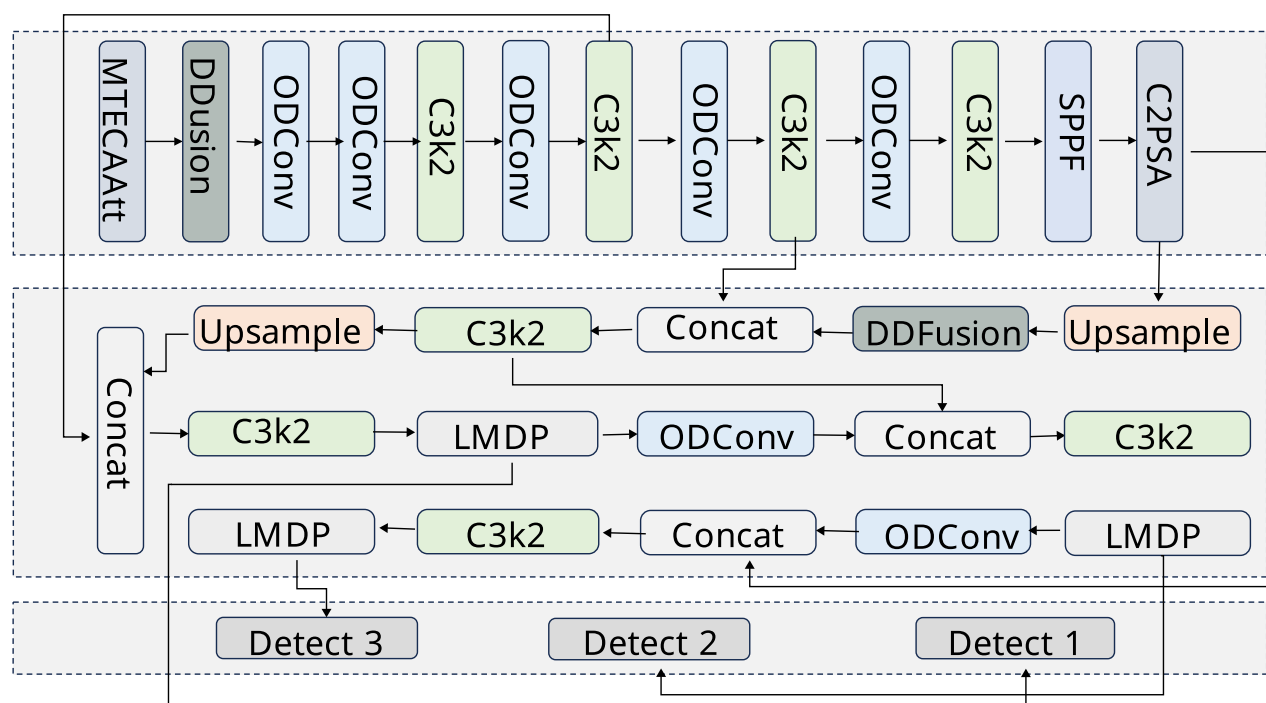 MTECAAtt
DDusion
ODConv
ODConv
C3k2
ODConv
C3k2
ODConv
C3k2
ODConv
C3k2
SPPF
C2PSA
Upsample
C3k2
Concat
DDFusion
Upsample
Concat
C3k2
LMDP
ODConv
Concat
C3k2
LMDP
C3k2
Concat
ODConv
LMDP
Detect 3
Detect 2
Detect 1